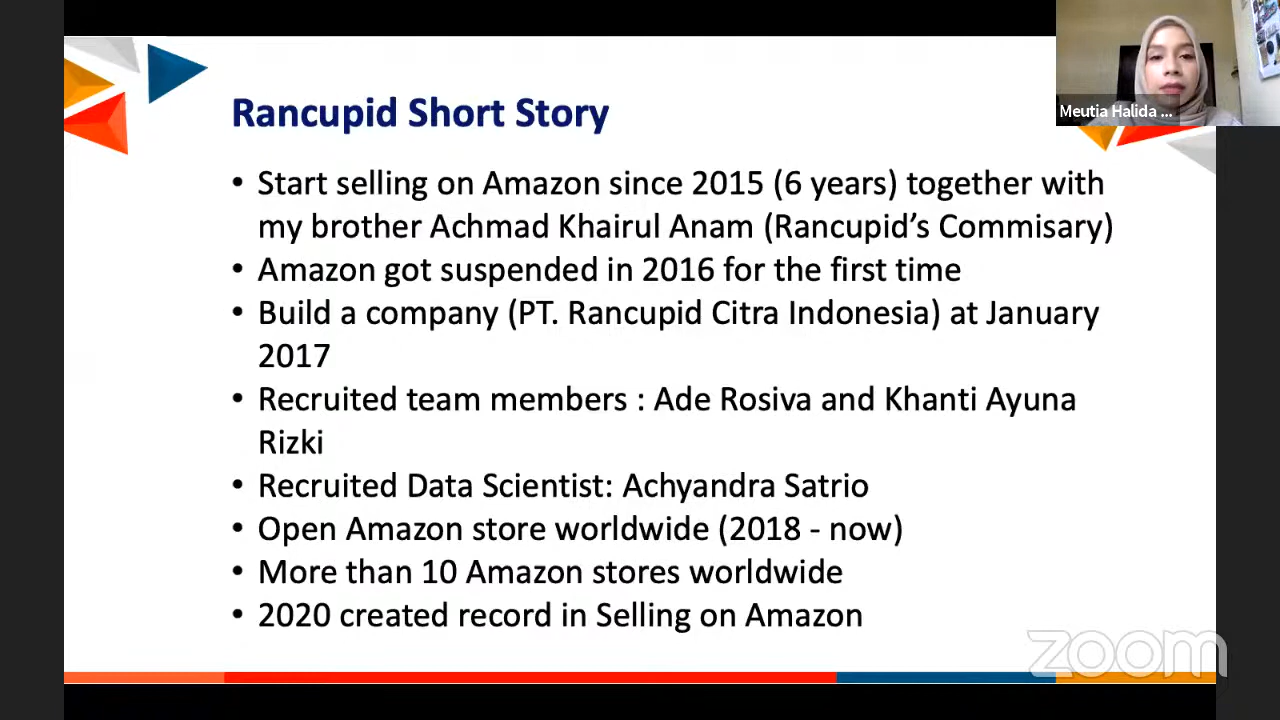 Meutia Halida ...
Rancupid Short Story
• Start selling on Amazon since 2015 (6 years) together with
my brother Achmad Khairul Anam (Rancupid's Commisary)
• Amazon got suspended in 2016 for the first time
• Build a company (PT. Rancupid Citra Indonesia) at January
2017
• Recruited team members : Ade Rosiva and Khanti Ayuna
Rizki
• Recruited Data Scientist: Achyandra Satrio
• Open Amazon store worldwide (2018 - now)
• More than 10 Amazon stores worldwide
• 2020 created record in Selling on Amazon
zoom